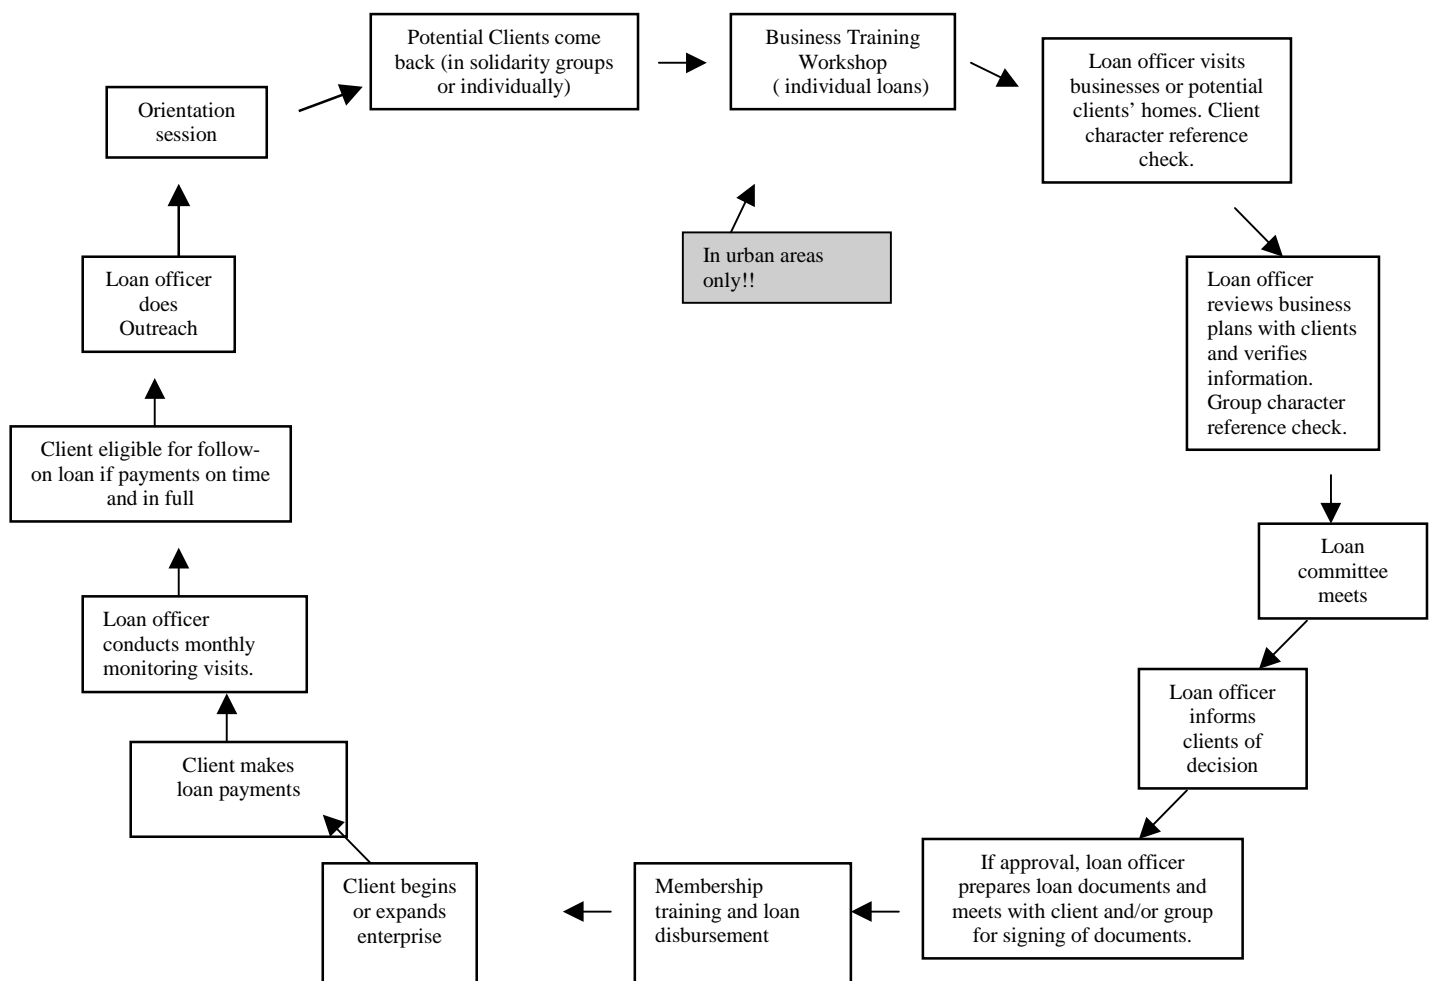 Potential Clients come
back (in solidarity groups
or individually)
Business Training
Workshop
( individual loans)
Loan officer visits
businesses or potential
clients’ homes. Client
character reference
check.
Orientation
session
In urban areas
only!!
Loan officer
does
Outreach
Loan officer
reviews business
plans with clients
and verifies
information.
Group character
reference check.
Client eligible for follow-
on loan if payments on time
and in full
Loan
committee
meets
Loan officer
conducts monthly
monitoring visits.
Loan officer
informs
clients of
decision
Client makes
loan payments
If approval, loan officer
prepares loan documents and
meets with client and/or group
for signing of documents.
Membership
training and loan
disbursement
Client begins
or expands
enterprise